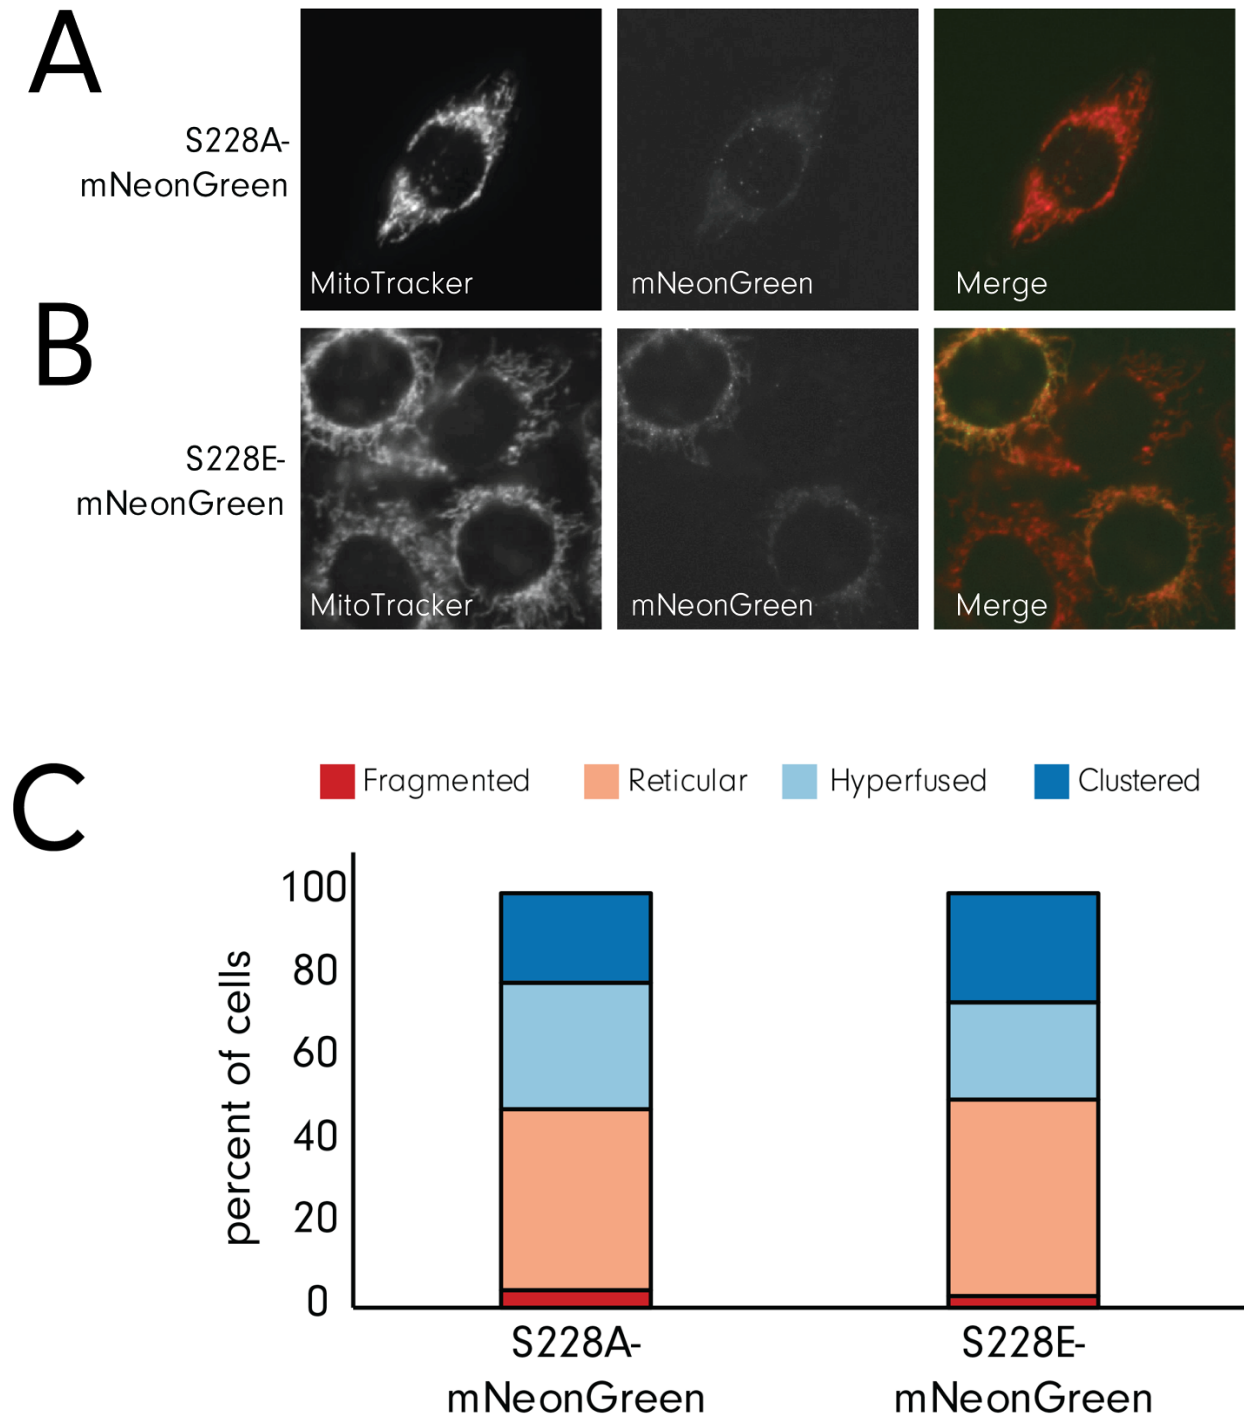 A
S228A-
mNeonGreen
MitoTracker
mNeonGreen
Merge
B
S228E-
mNeonGreen
MitoTracker
mNeonGreen
Merge
C
Fragmented
Reticular
Hyperfused
Clustered
percent of cells
100
80
60
40
20
0
S228A-
mNeonGreen
S228E-
mNeonGreen